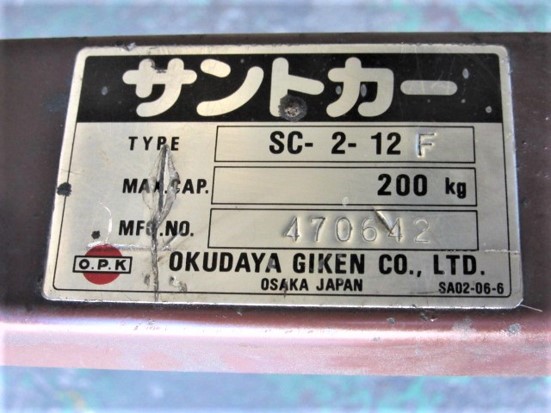 サントカー
TYPE SC- 2- 12 F
MAX.CAP. 200 kg
MFG.NO. 470642
O.P.K OKUDAYA GIKEN CO., LTD.
OSAKA JAPAN SA02-06-6